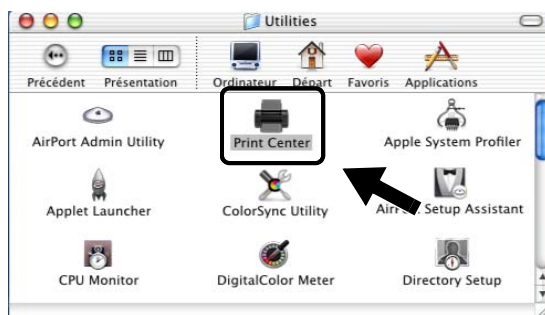 Utilities
Précédent Présentation Ordinateur Départ Favoris Applications
AirPort Admin Utility Print Center Apple System Profiler
Applet Launcher ColorSync Utility Setup Assistant
CPU Monitor DigitalColor Meter Directory Setup